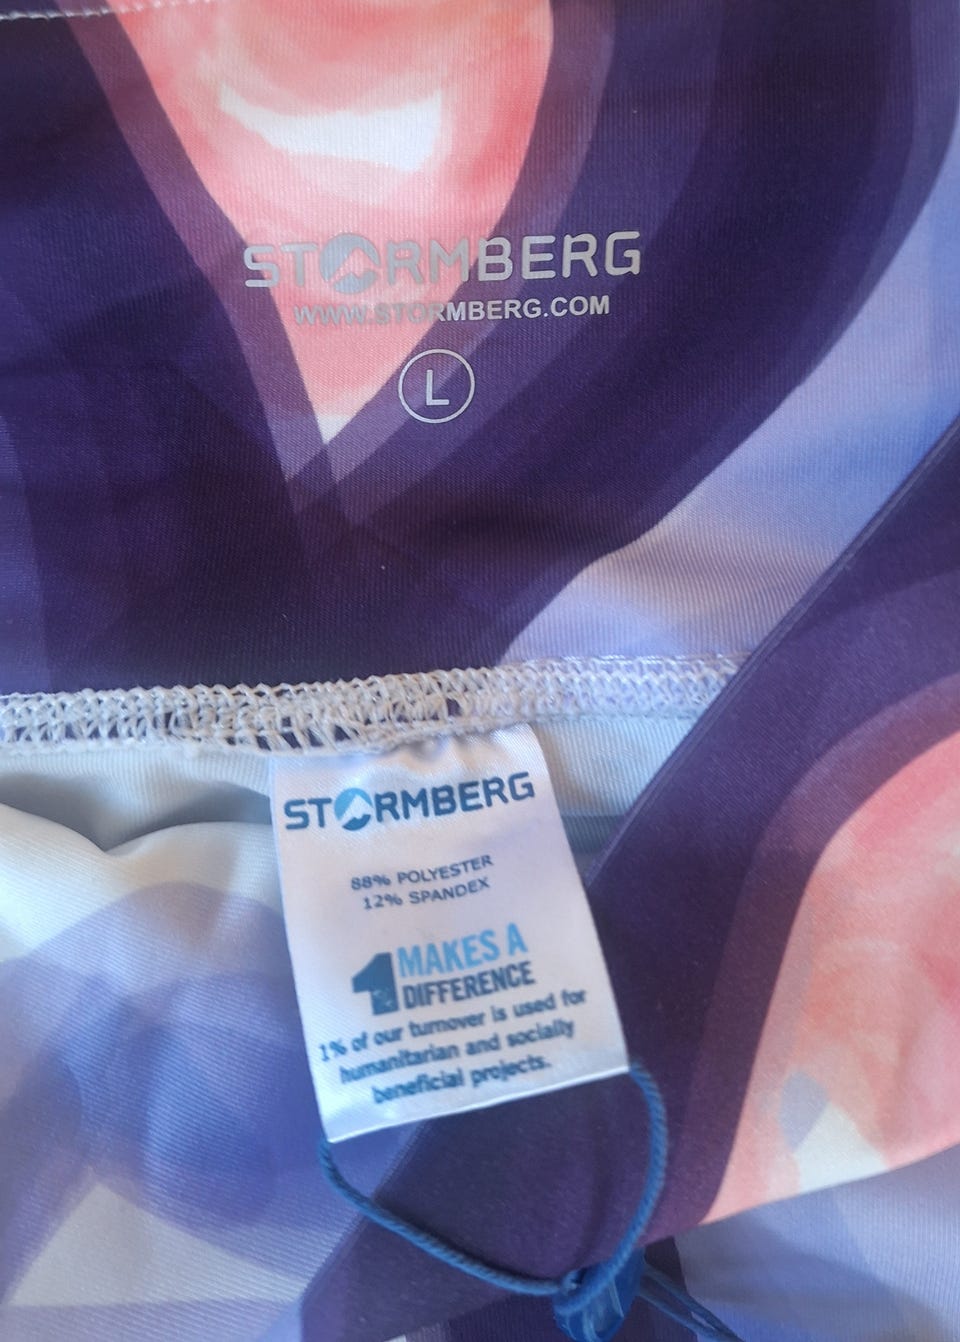 STORMBERG
WWW.STORMBERG.COM
L
STORMBERG
88% POLYESTER
12% SPANDEX
1 MAKES A
DIFFERENCE
1% of our turnover is used for
humanitarian and socially
beneficial projects.